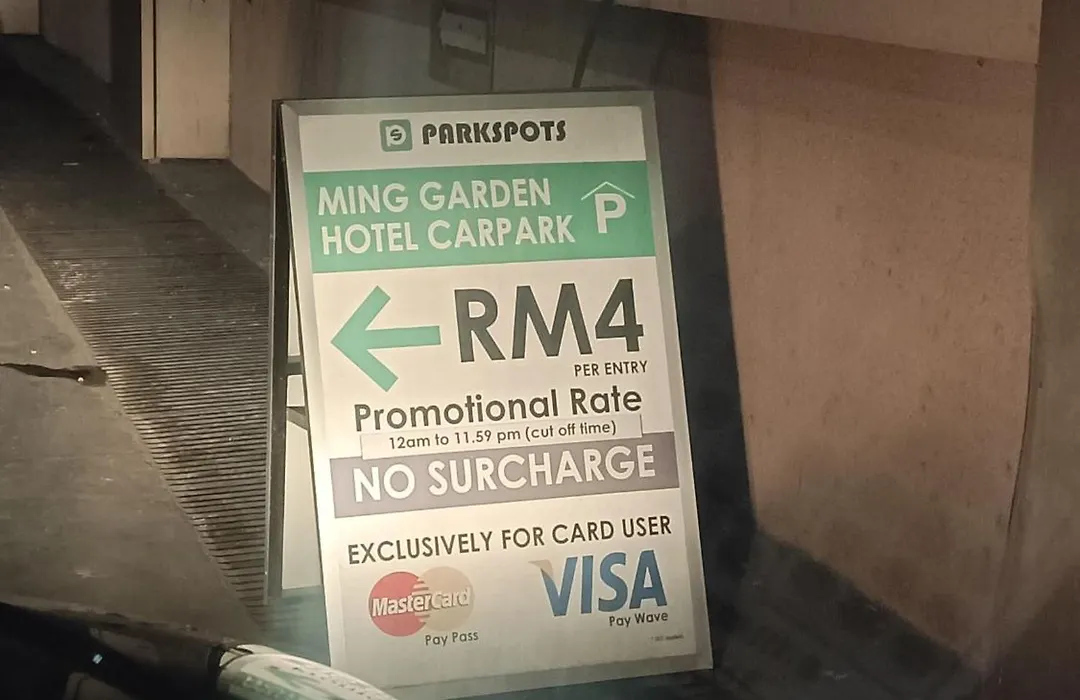 PARKSPOTS
MING GARDEN
HOTEL CARPARK
P
RM4
PER ENTRY
Promotional Rate
12am to 11.59 pm (cut off time)
NO SURCHARGE
EXCLUSIVELY FOR CARD USER
MasterCard
VISA
Pay Pass
Pay Wave